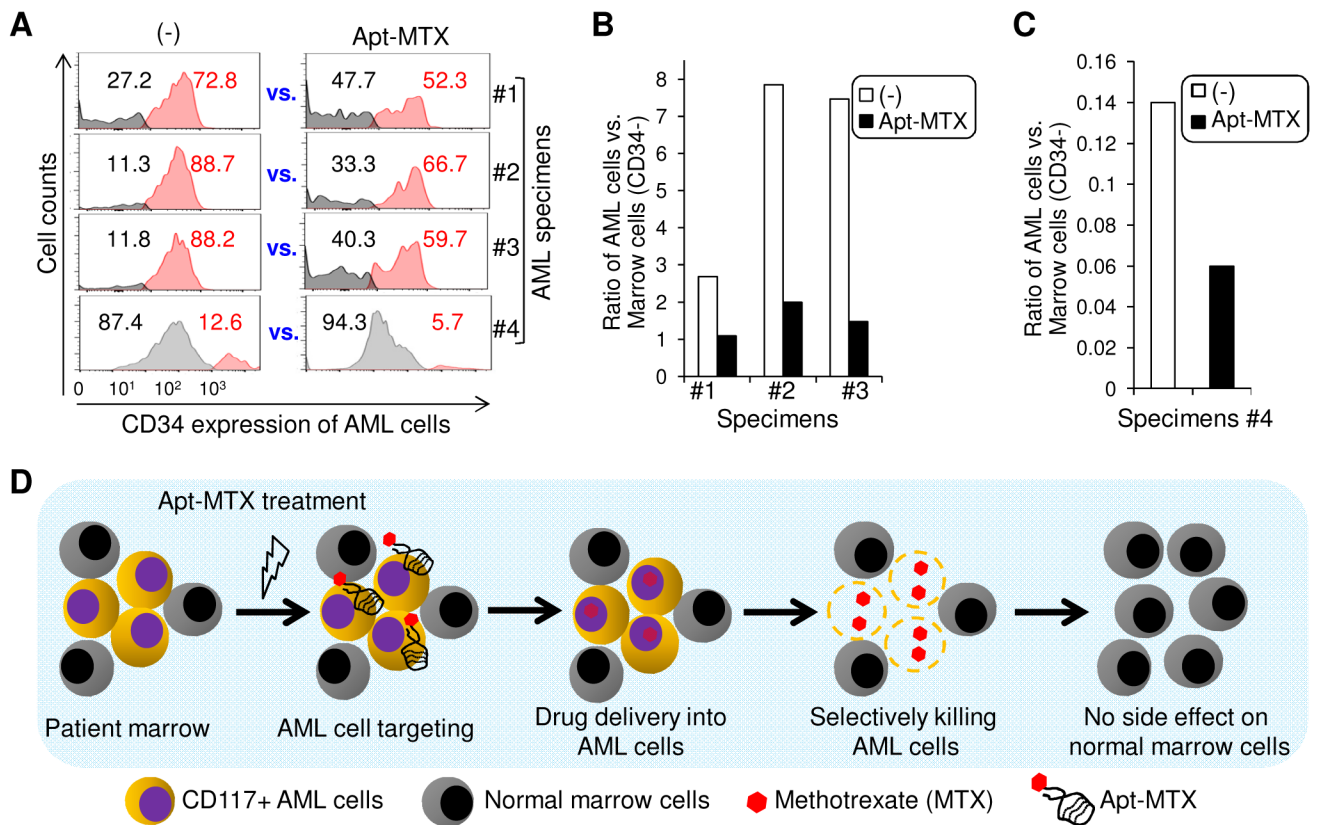 A
(-)
Apt-MTX
27.2
72.8
vs.
47.7
52.3
#1
11.3
88.7
vs.
33.3
66.7
#2
11.8
88.2
vs.
40.3
59.7
#3
87.4
12.6
vs.
94.3
5.7
#4
Cell counts
AML specimens
0 10¹ 10² 10³
CD34 expression of AML cells
B
Ratio of AML cells vs.
Marrow cells (CD34-)
8
7
6
5
4
3
2
1
0
(-)
Apt-MTX
#1 #2 #3
Specimens
C
Ratio of AML cells vs.
Marrow cells (CD34-)
0.16
0.14
0.12
0.1
0.08
0.06
0.04
0.02
0
(-)
Apt-MTX
Specimens #4
D
Apt-MTX treatment
Patient marrow
AML cell targeting
Drug delivery into
AML cells
Selectively killing
AML cells
No side effect on
normal marrow cells
CD117+ AML cells
Normal marrow cells
Methotrexate (MTX)
Apt-MTX